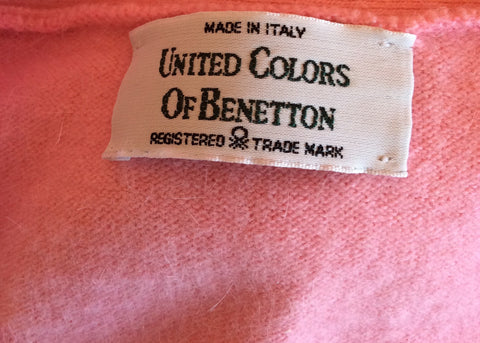 MADE IN ITALY
UNITED COLORS
OF BENETTON
REGISTERED TRADE MARK